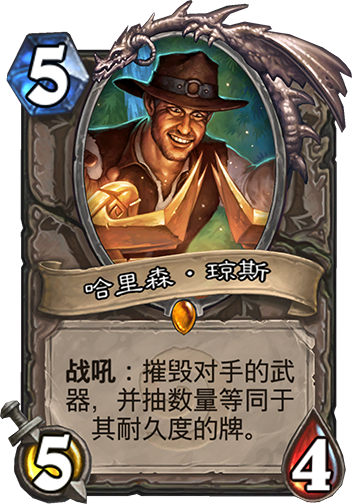 5
哈里森·琼斯
战吼：摧毁对手的武
器，并抽数量等同于
其耐久度的牌。
5
4